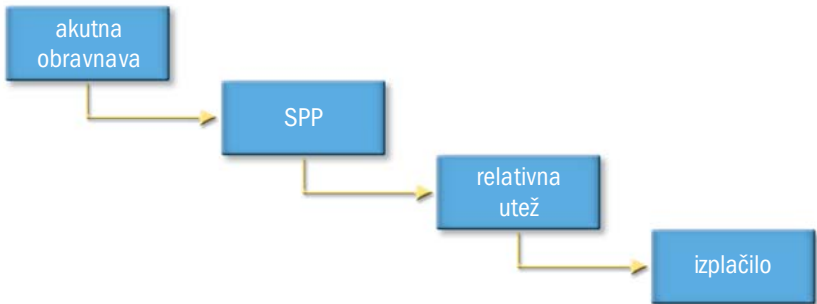 akutna
obravnava
SPP
relativna
utež
izplačilo